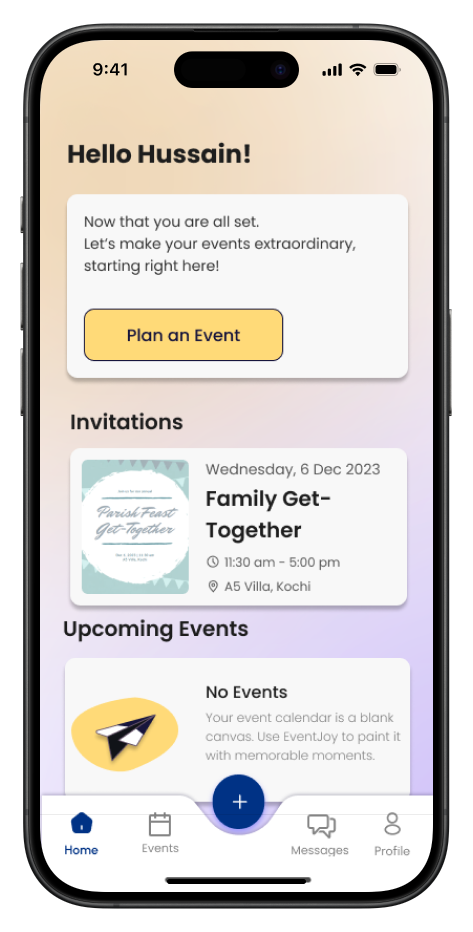 9:41
Hello Hussain!
Now that you are all set.
Let's make your events extraordinary,
starting right here!
Plan an Event
Invitations
Parish Feast
Get-Together
Wednesday, 6 Dec 2023
Family Get-
Together
11:30 am - 5:00 pm
A5 Villa, Kochi
Upcoming Events
No Events
Your event calendar is a blank
canvas. Use EventJoy to paint it
with memorable moments.
Home
Events
Messages
Profile